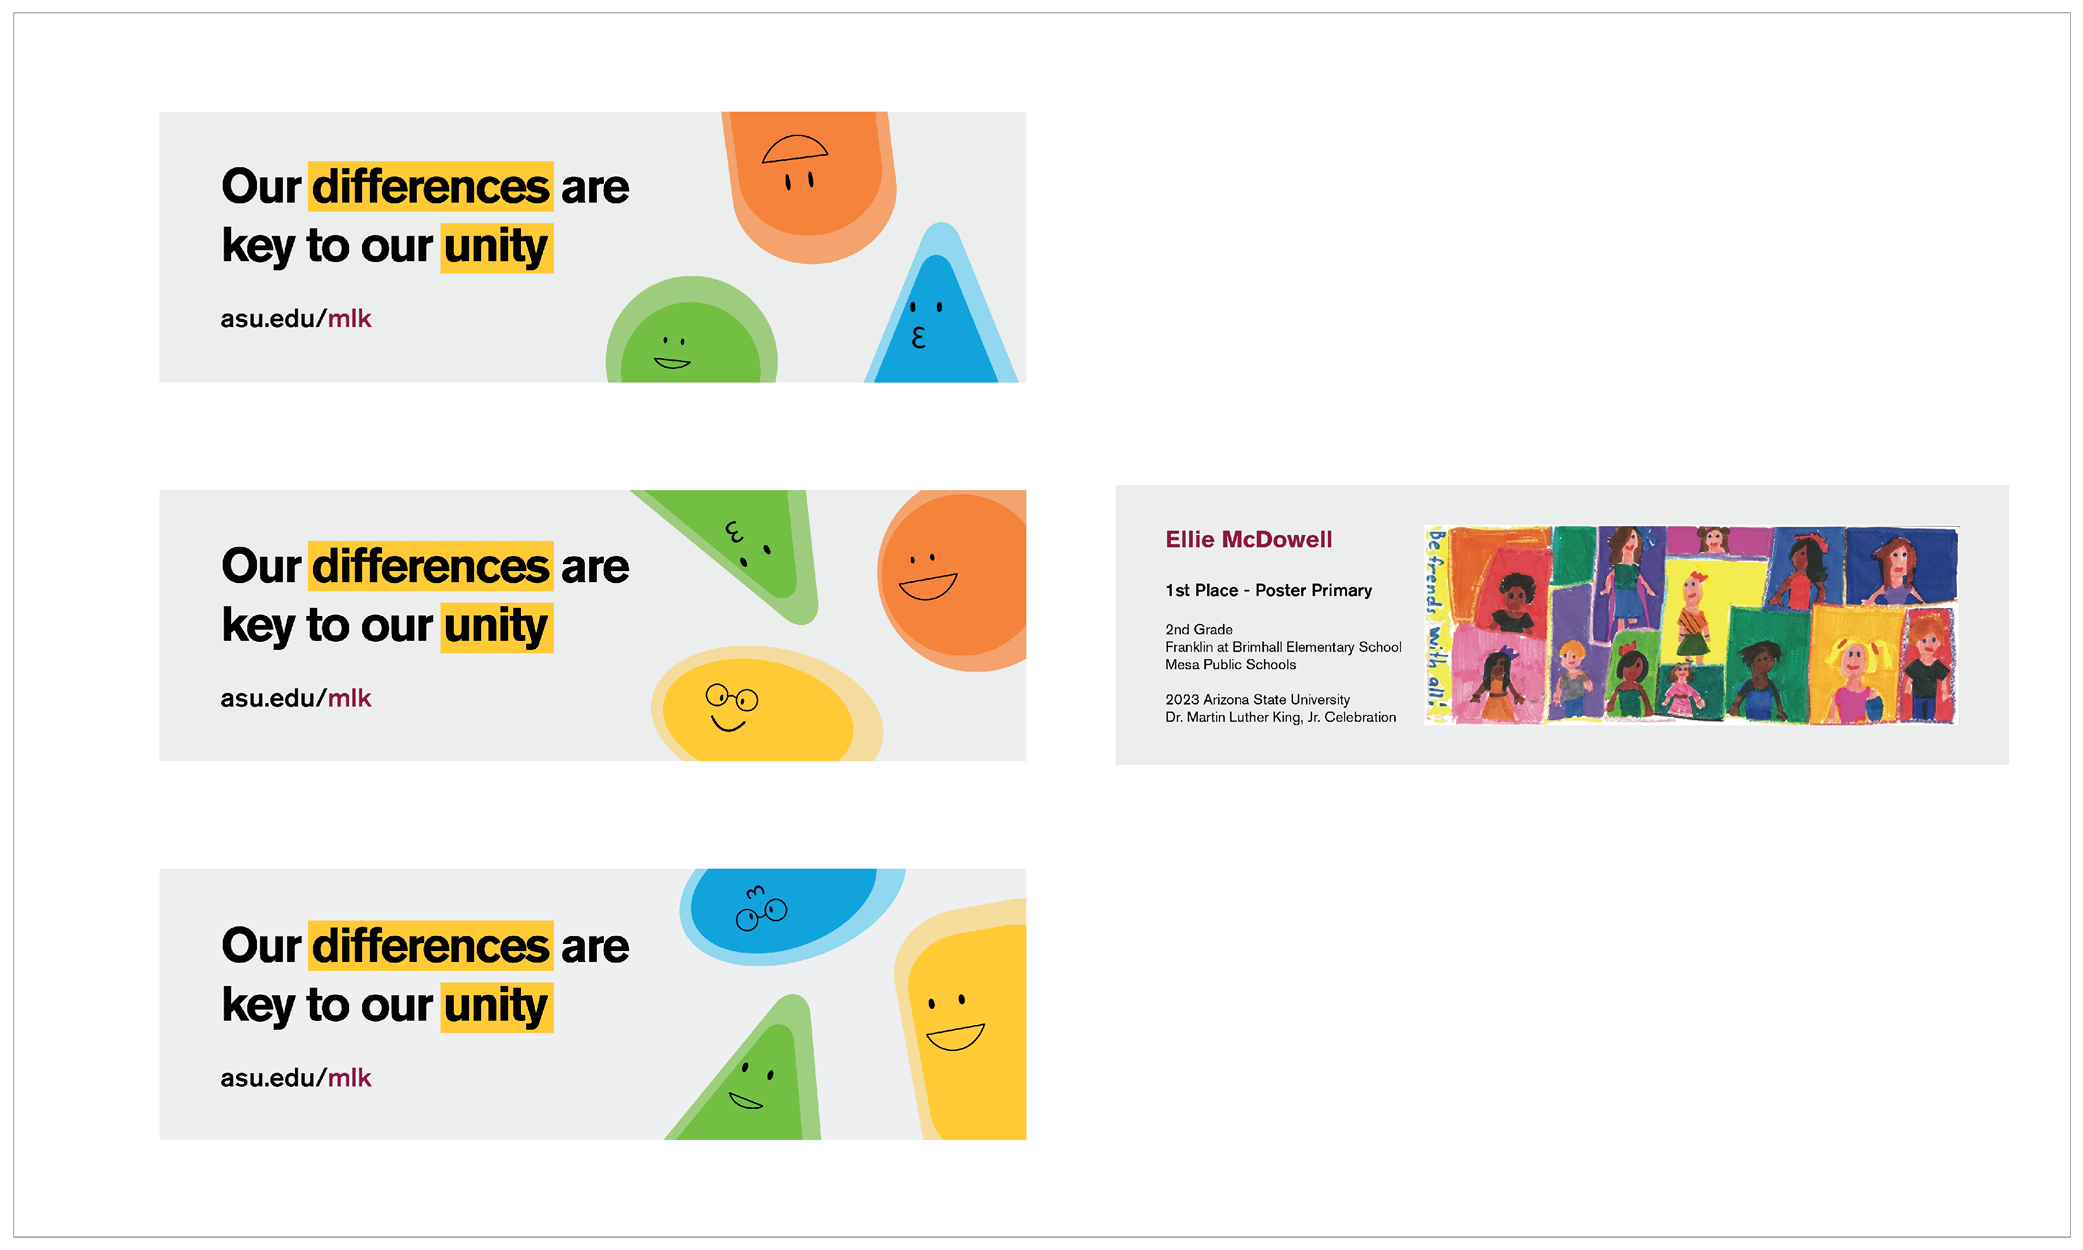 Our differences are
key to our unity
asu.edu/mlk
Our differences are
key to our unity
asu.edu/mlk
Ellie McDowell
1st Place - Poster Primary
2nd Grade
Franklin at Brimhall Elementary School
Mesa Public Schools
2023 Arizona State University
Dr. Martin Luther King, Jr. Celebration
Be frends with all!
Our differences are
key to our unity
asu.edu/mlk